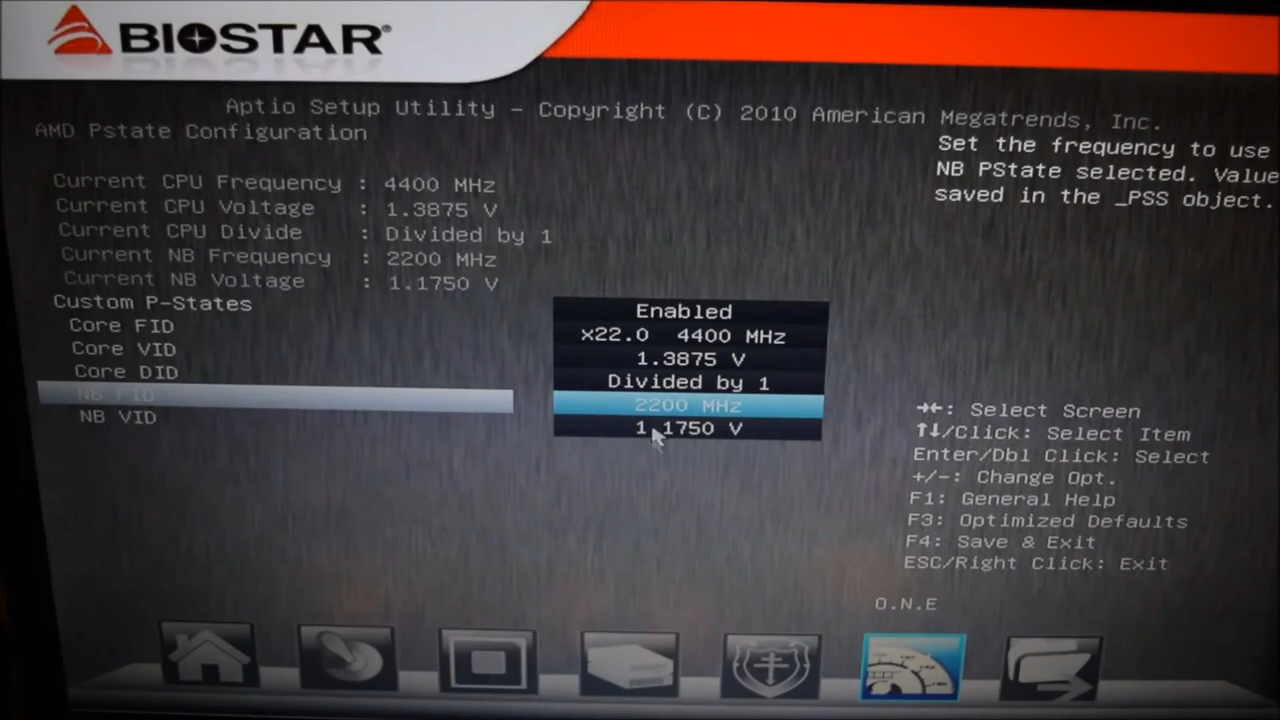 BIOSTAR®
Aptio Setup Utility - Copyright (C) 2010 American Megatrends, Inc.
AMD Pstate Configuration
Set the frequency to use
NB PState selected. Value
saved in the _PSS object.
Current CPU Frequency : 4400 MHz
Current CPU Voltage : 1.3875 V
Current CPU Divide : Divided by 1
Current NB Frequency : 2200 MHz
Current NB Voltage : 1.1750 V
Custom P-States Enabled
Core FID x22.0 4400 MHz
Core VID 1.3875 V
Core DID Divided by 1
NB FID 2200 MHz
NB VID 1.1750 V
→←: Select Screen
↑↓/Click: Select Item
Enter/Dbl Click: Select
+/-: Change Opt.
F1: General Help
F3: Optimized Defaults
F4: Save & Exit
ESC/Right Click: Exit
O.N.E